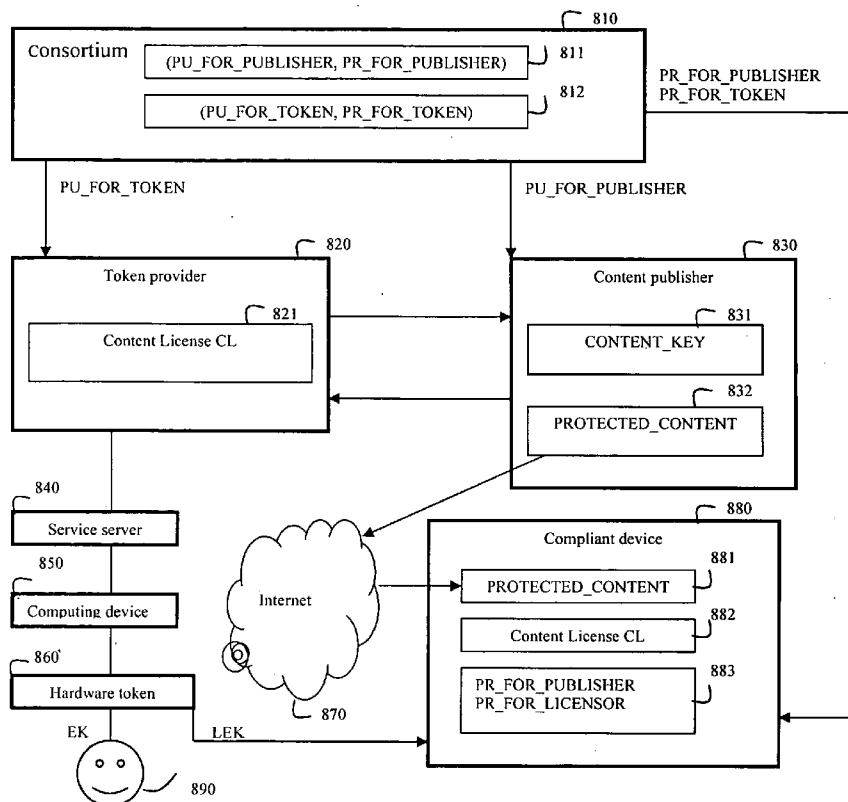 810
Consortium
(PU_FOR_PUBLISHER, PR_FOR_PUBLISHER)
811
(PU_FOR_TOKEN, PR_FOR_TOKEN)
812
PR_FOR_PUBLISHER
PR_FOR_TOKEN
PU_FOR_TOKEN
PU_FOR_PUBLISHER
820
Token provider
821
Content License CL
830
Content publisher
831
CONTENT_KEY
832
PROTECTED_CONTENT
840
Service server
850
Computing device
860
Hardware token
EK
LEK
890
Internet
870
880
Compliant device
881
PROTECTED_CONTENT
882
Content License CL
883
PR_FOR_PUBLISHER
PR_FOR_LICENSOR